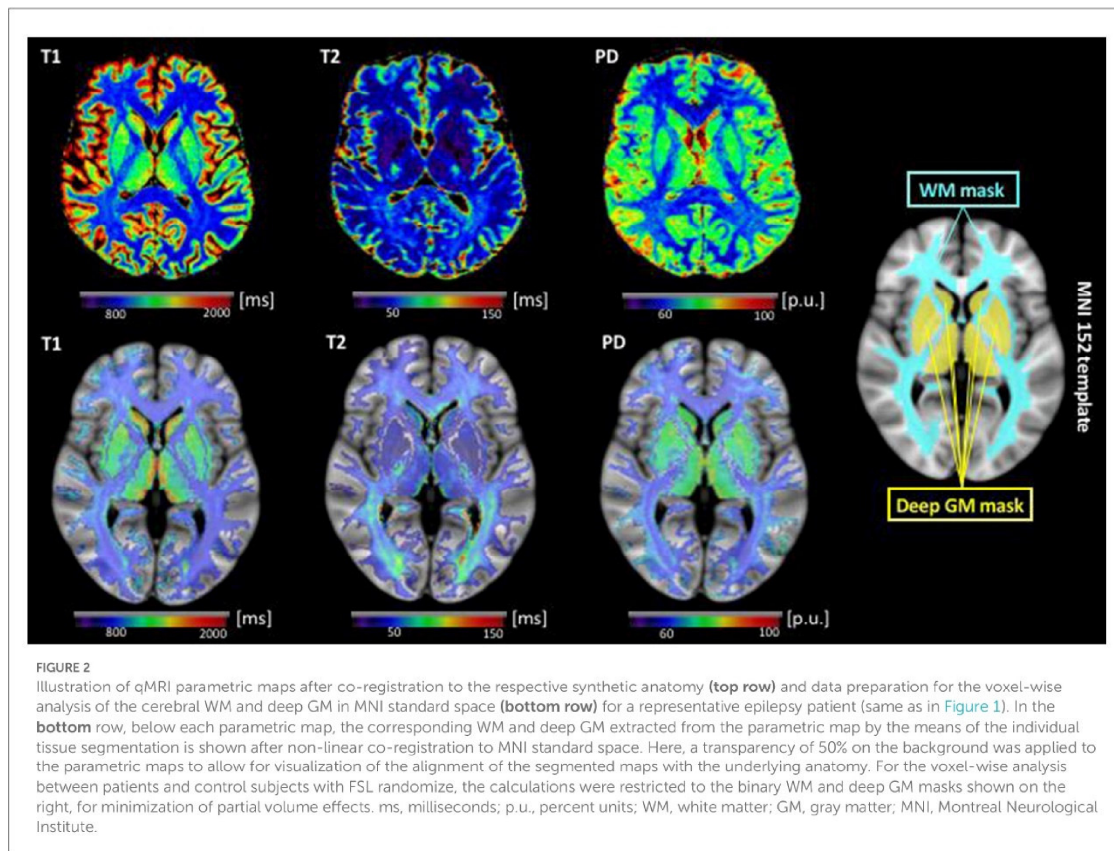 T1
T2
PD
800 2000 [ms]
50 150 [ms]
60 100 [p.u.]
WM mask
MNI 152 template
T1
T2
PD
Deep GM mask
800 2000 [ms]
50 150 [ms]
60 100 [p.u.]
FIGURE 2
Illustration of qMRI parametric maps after co-registration to the respective synthetic anatomy (top row) and data preparation for the voxel-wise
analysis of the cerebral WM and deep GM in MNI standard space (bottom row) for a representative epilepsy patient (same as in Figure 1). In the
bottom row, below each parametric map, the corresponding WM and deep GM extracted from the parametric map by the means of the individual
tissue segmentation is shown after non-linear co-registration to MNI standard space. Here, a transparency of 50% on the background was applied to
the parametric maps to allow for visualization of the alignment of the segmented maps with the underlying anatomy. For the voxel-wise analysis
between patients and control subjects with FSL randomize, the calculations were restricted to the binary WM and deep GM masks shown on the
right, for minimization of partial volume effects. ms, milliseconds; p.u., percent units; WM, white matter; GM, gray matter; MNI, Montreal Neurological
Institute.